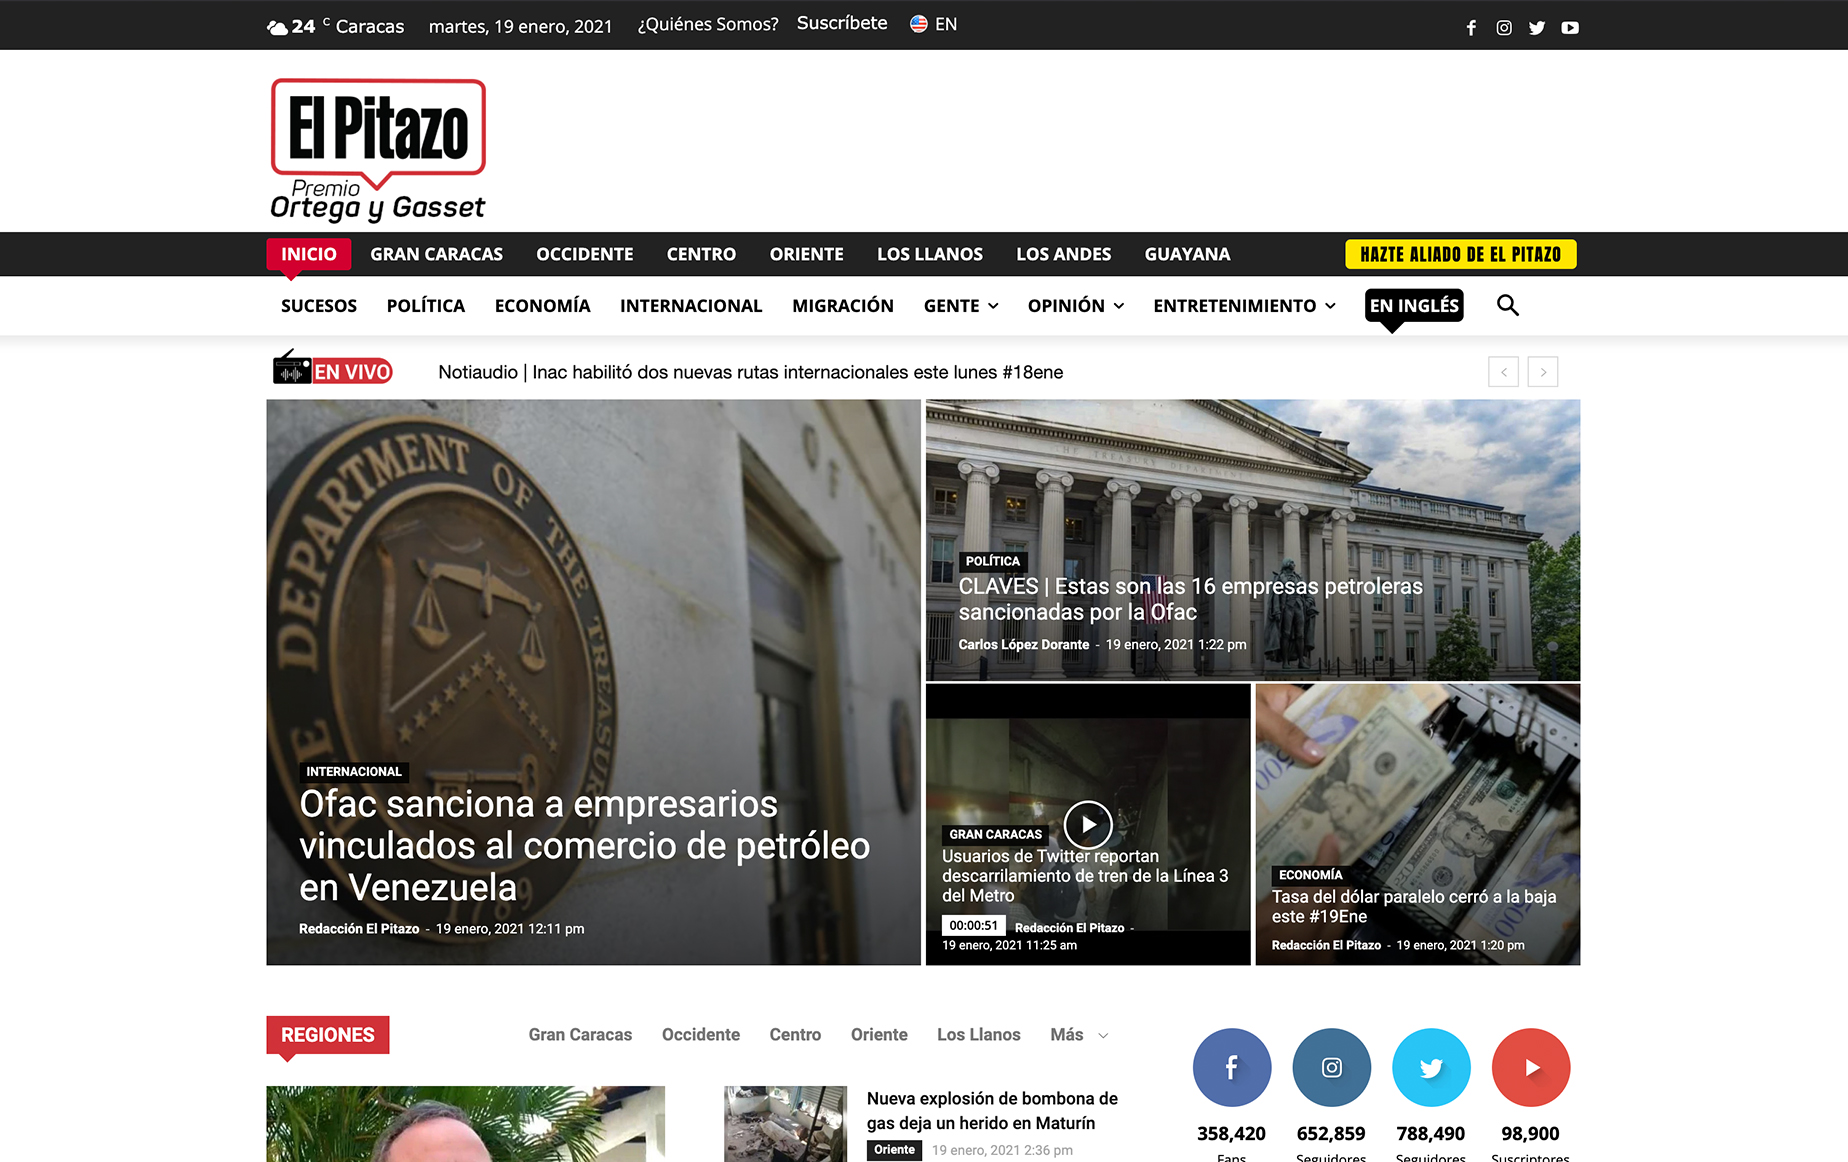 24 C Caracas martes, 19 enero, 2021 ¿Quiénes Somos? Suscríbete EN
El Pitazo
Premio
Ortega y Gasset
INICIO GRAN CARACAS OCCIDENTE CENTRO ORIENTE LOS LLANOS LOS ANDES GUAYANA HAZTE ALIADO DE EL PITAZO
SUCESOS POLÍTICA ECONOMÍA INTERNACIONAL MIGRACIÓN GENTE OPINIÓN ENTRETENIMIENTO EN INGLÉS
EN VIVO Notiaudio | Inac habilitó dos nuevas rutas internacionales este lunes #18ene
DEPARTMENT OF THE TREASURY
1789
INTERNACIONAL
Ofac sanciona a empresarios
vinculados al comercio de petróleo
en Venezuela
Redacción El Pitazo - 19 enero, 2021 12:11 pm
THE TREASURY DEPARTMENT
POLÍTICA
CLAVES | Estas son las 16 empresas petroleras
sancionadas por la Ofac
Carlos López Dorante - 19 enero, 2021 1:22 pm
GRAN CARACAS
Usuarios de Twitter reportan
descarrilamiento de tren de la Línea 3
del Metro
00:00:51 Redacción El Pitazo -
19 enero, 2021 11:25 am
ECONOMÍA
Tasa del dólar paralelo cerró a la baja
este #19Ene
Redacción El Pitazo - 19 enero, 2021 1:20 pm
REGIONES Gran Caracas Occidente Centro Oriente Los Llanos Más
Nueva explosión de bombona de
gas deja un herido en Maturín
Oriente 19 enero, 2021 2:36 pm
358,420 652,859 788,490 98,900
Fans Seguidores Seguidores Suscriptores